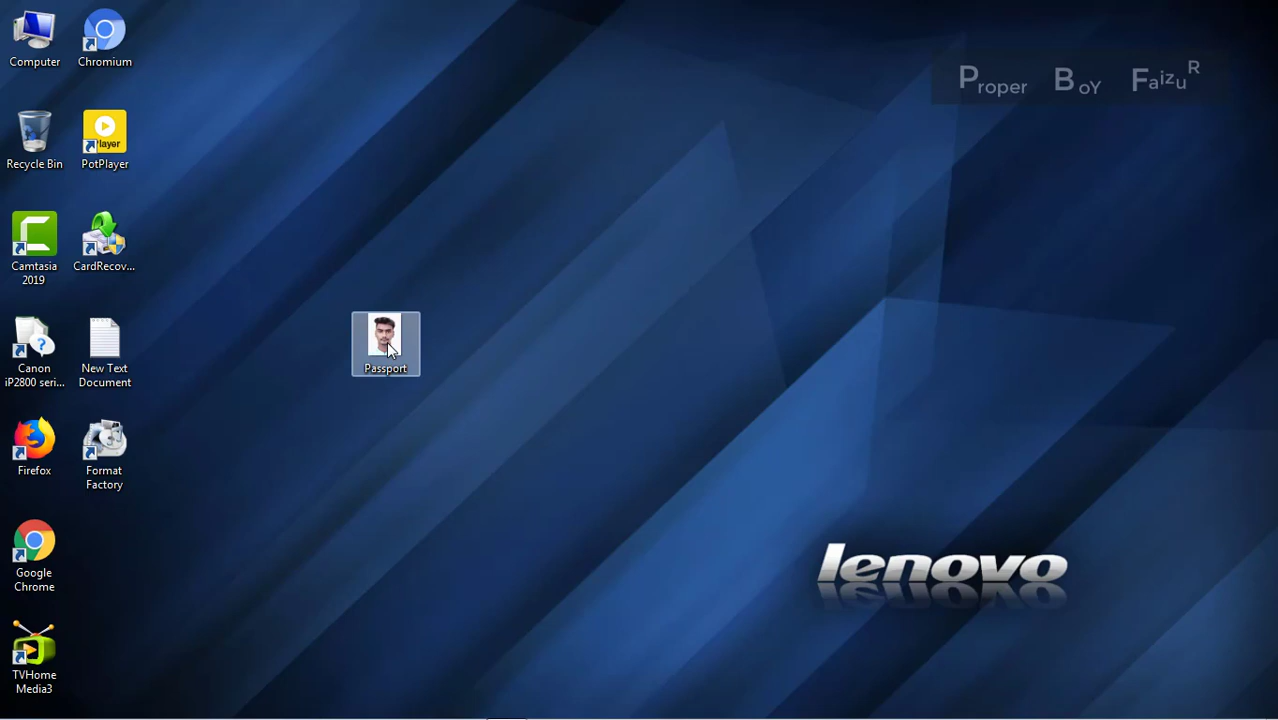 Computer
Chromium
Proper BoY FaizuR
Recycle Bin
PotPlayer
Player
Camtasia
2019
CardRecov...
Canon
iP2800 seri...
New Text
Document
Passport
Firefox
Format
Factory
Google
Chrome
lenovo
TVHome
Media3